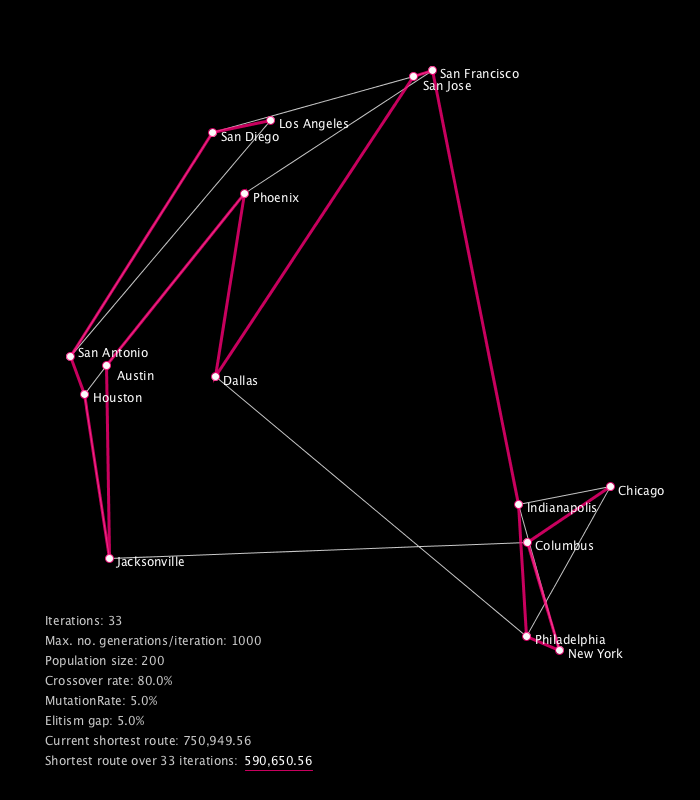 San Francisco
San Jose
Los Angeles
San Diego
Phoenix
San Antonio
Austin
Dallas
Houston
Chicago
Indianapolis
Columbus
Jacksonville
Philadelphia
New York
Iterations: 33
Max. no. generations/iteration: 1000
Population size: 200
Crossover rate: 80.0%
MutationRate: 5.0%
Elitism gap: 5.0%
Current shortest route: 750,949.56
Shortest route over 33 iterations: 590,650.56